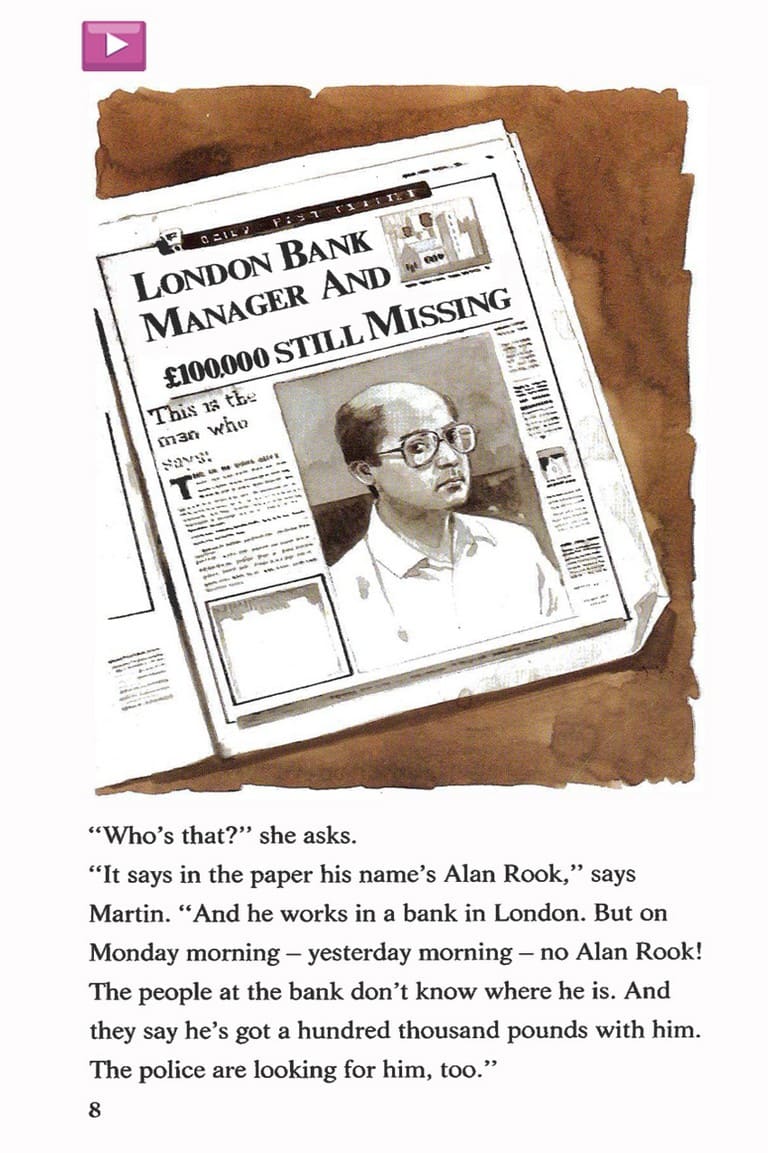 LONDON BANK
MANAGER AND
£100,000 STILL MISSING
This is the
man who
says:
“Who’s that?” she asks.
“It says in the paper his name’s Alan Rook,” says
Martin. “And he works in a bank in London. But on
Monday morning – yesterday morning – no Alan Rook!
The people at the bank don’t know where he is. And
they say he’s got a hundred thousand pounds with him.
The police are looking for him, too.”
8